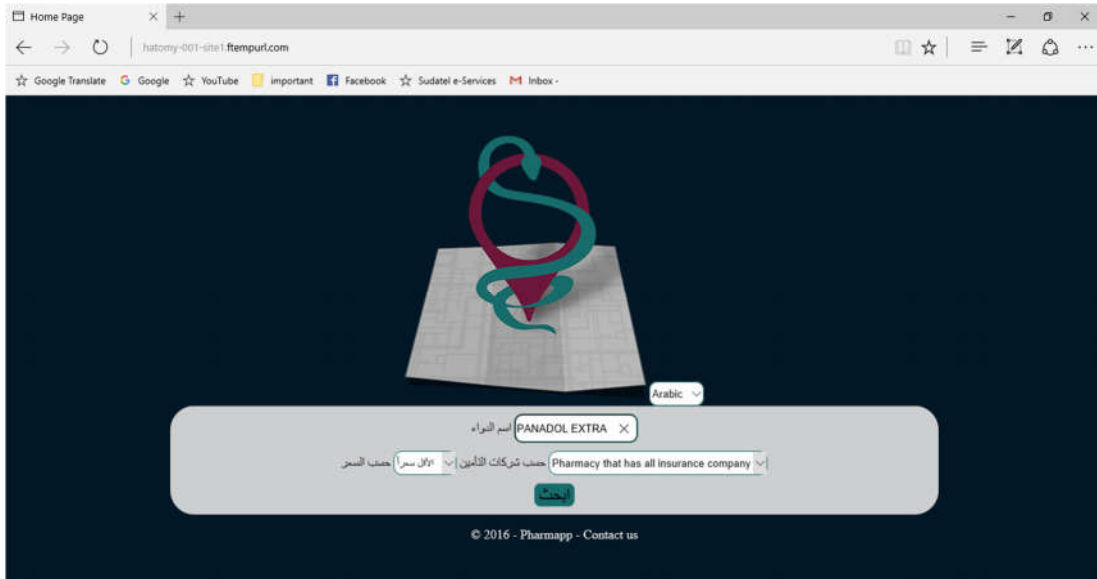 Home Page
hatomy-001-site1.ftempurl.com
Google Translate Google YouTube important Facebook Sudatel e-Services Inbox -
Arabic
اسم الدواء PANADOL EXTRA
حسب السعر الأقل سعراً حسب شركات التأمين Pharmacy that has all insurance company
ابحث
© 2016 - Pharmapp - Contact us